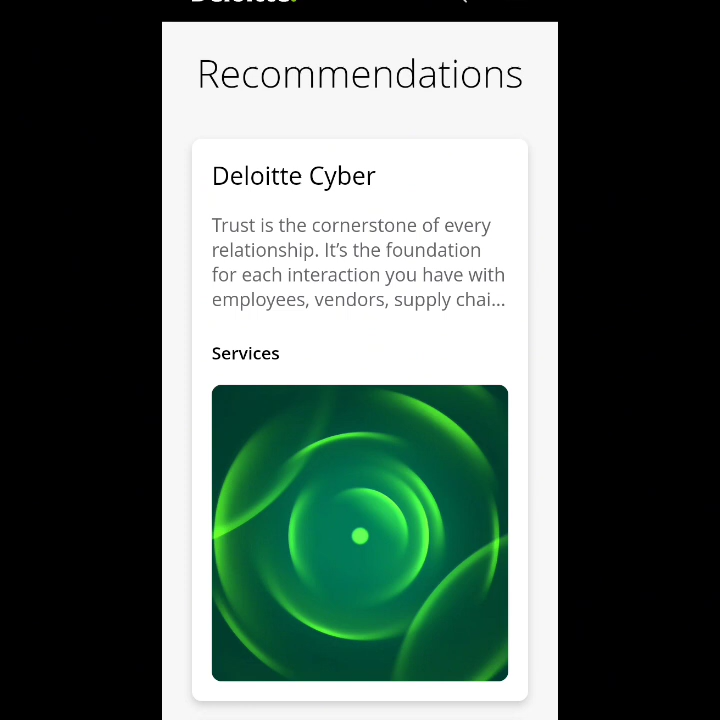 Deloitte.
Recommendations
Deloitte Cyber
Trust is the cornerstone of every
relationship. It’s the foundation
for each interaction you have with
employees, vendors, supply chai...
Services